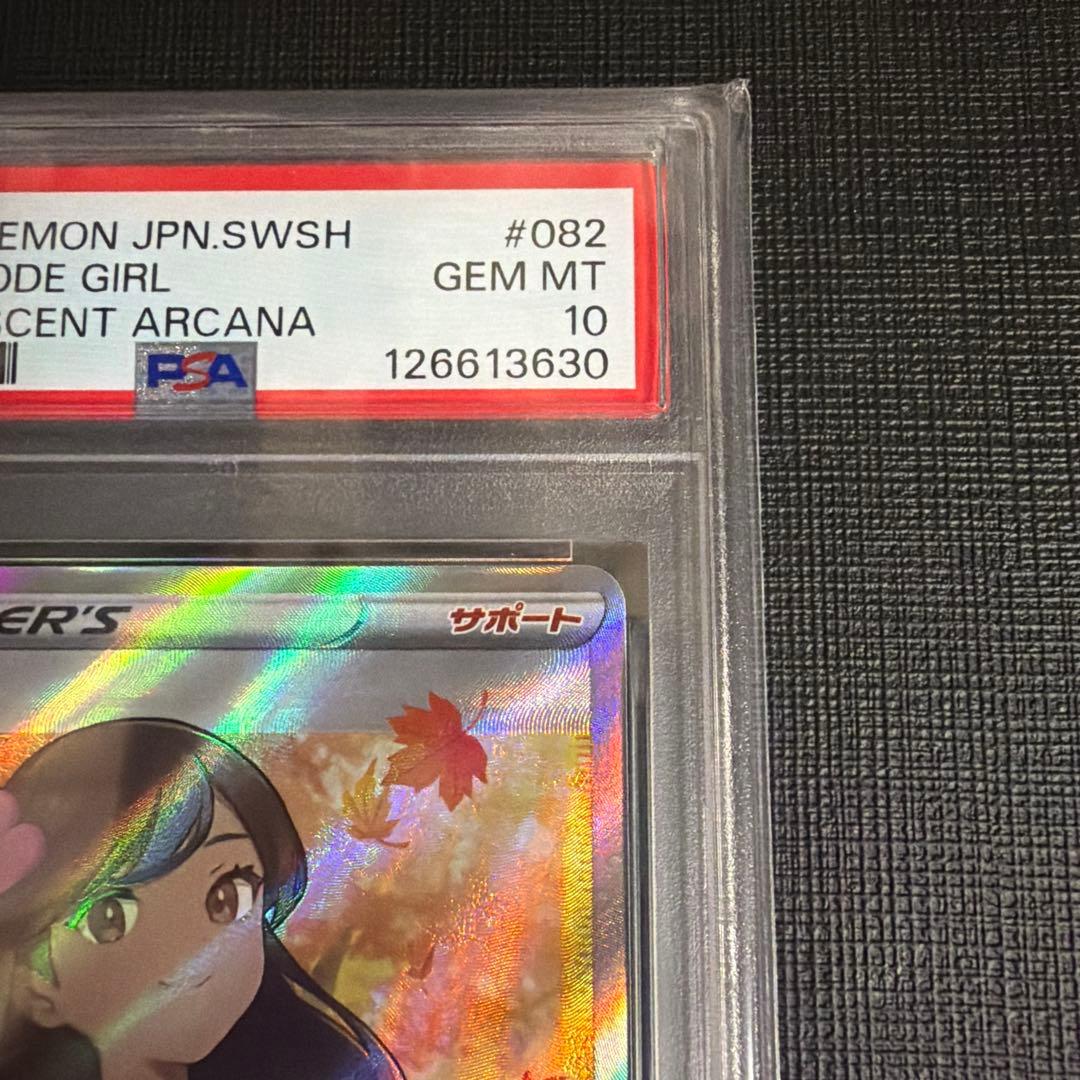 EMON JPN.SWSH #082
ODE GIRL GEM MT
SCENT ARCANA 10
PSA 126613630
ER'S サポート